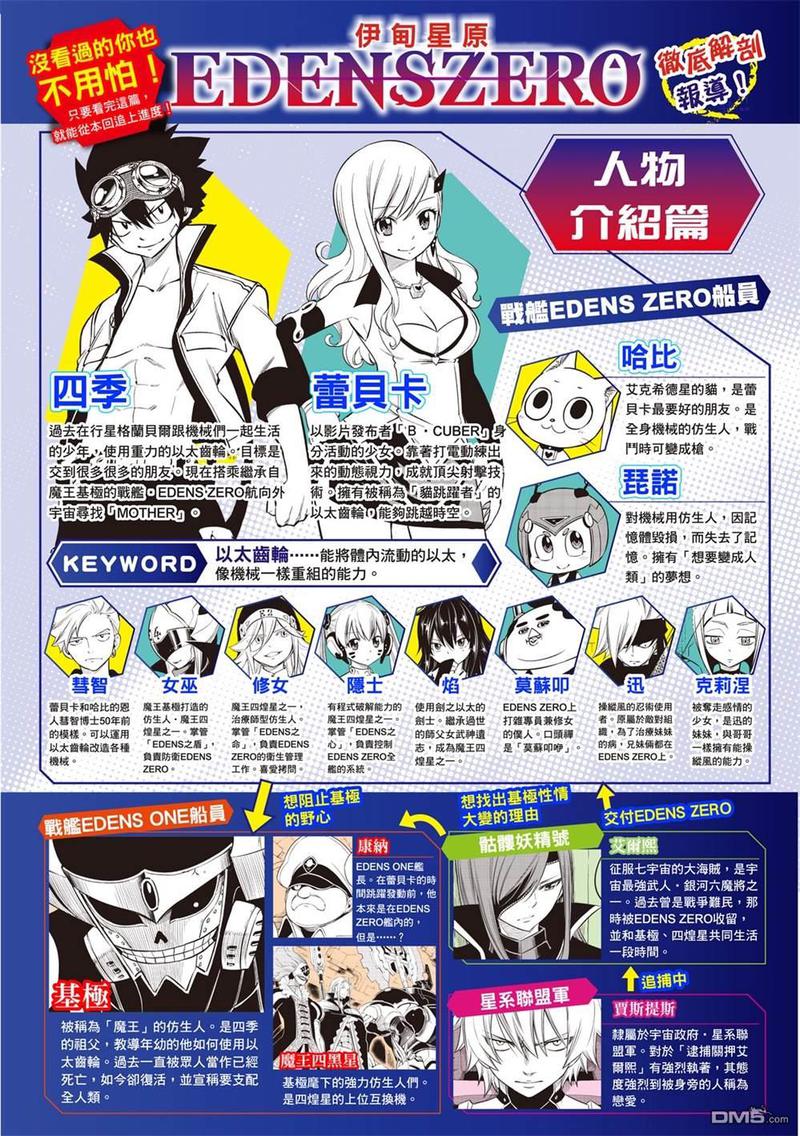 沒看過的你也
不用怕！
只要看完這篇，
就能從本回追上進度！
伊甸星原
EDENSZERO
徹底解剖
報導！
人物
介紹篇
戰艦EDENS ZERO船員
四季
過去在行星格蘭貝爾跟機械們一起生活
的少年，使用重力的以太齒輪。目標是
交到很多很多的朋友。現在搭乘繼承自
魔王基極的戰艦・EDENS ZERO航向外
宇宙尋找「MOTHER」。
蕾貝卡
以影片發布者「B・CUBER」身
分活動的少女。靠著打電動練出
來的動態視力，成就頂尖射擊技
術。擁有被稱為「貓跳躍者」的
以太齒輪，能夠跳越時空。
哈比
艾克希德星的貓，是蕾
貝卡最要好的朋友。是
全身機械的仿生人，戰
鬥時可變成槍。
琵諾
對機械用仿生人，因記
憶體毀損，而失去了記
憶。擁有「想要變成人
類」的夢想。
KEYWORD
以太齒輪……能將體內流動的以太，
像機械一樣重組的能力。
彗智
蕾貝卡和哈比的恩
人彗智博士50年前
的模樣。可以運用
以太齒輪改造各種
機械。
女巫
魔王基極打造的
仿生人・魔王四
煌星之一。掌管
「EDENS之盾」，
負責防衛EDENS
ZERO。
修女
魔王四煌星之一，
治療師型仿生人。
掌管「EDENS之
命」，負責EDENS
ZERO的衛生管理
工作。喜愛拷問。
隱士
有程式破解能力的
魔王四煌星之一。
掌管「EDENS之
心」，負責控制
EDENS ZERO全
艦的系統。
焰
使用劍之以太的
劍士。繼承過世
的師父女武神遺
志，成為魔王四
煌星之一。
莫蘇叩
EDENS ZERO上
打雜專員兼修女
的僕人。口頭禪
是「莫蘇叩咿」。
迅
操縱風的忍術使用
者。原屬於敵對組
織，為了治療妹妹
的病，兄妹倆都在
EDENS ZERO上。
克莉涅
被奪走感情的
少女，是迅的
妹妹，與哥哥
一樣擁有能操
縱風的能力。
想阻止基極
的野心
想找出基極性情
大變的理由
交付EDENS ZERO
戰艦EDENS ONE船員
基極
被稱為「魔王」的仿生人。是四季
的祖父，教導年幼的他如何使用以
太齒輪。過去一直被眾人當作已經
死亡，如今卻復活，並宣稱要支配
全人類。
康納
EDENS ONE艦
長。在蕾貝卡的時
間跳躍發動前，他
本來是在EDENS
ZERO艦內的，
但是……？
魔王四黑星
基極麾下的強力仿生人們。
是四煌星的上位互換機。
骷髏妖精號
艾爾熙
征服七宇宙的大海賊，是宇
宙最強武人・銀河六魔將之
一。過去曾是戰爭難民，那
時被EDENS ZERO收留，
並和基極、四煌星共同生活
一段時間。
追捕中
星系聯盟軍
賈斯提斯
隸屬於宇宙政府・星系聯
盟軍。對於「逮捕關押艾
爾熙」有強烈執著，其態
度強烈到被身旁的人稱為
戀愛。
DM5.com